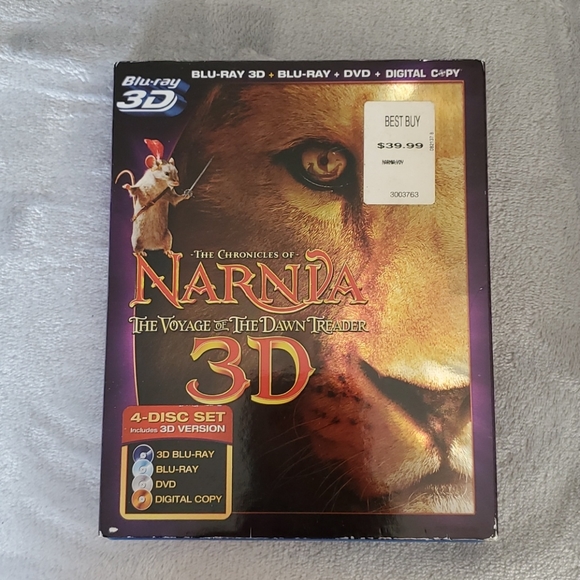 Blu-ray
3D
BLU-RAY 3D + BLU-RAY + DVD + DIGITAL COPY
BEST BUY
$39.99
3003763
-THE CHRONICLES OF-
NARNIA
THE VOYAGE OF THE DAWN TREADER
3D
4-DISC SET
Includes 3D VERSION
3D BLU-RAY
BLU-RAY
DVD
DIGITAL COPY